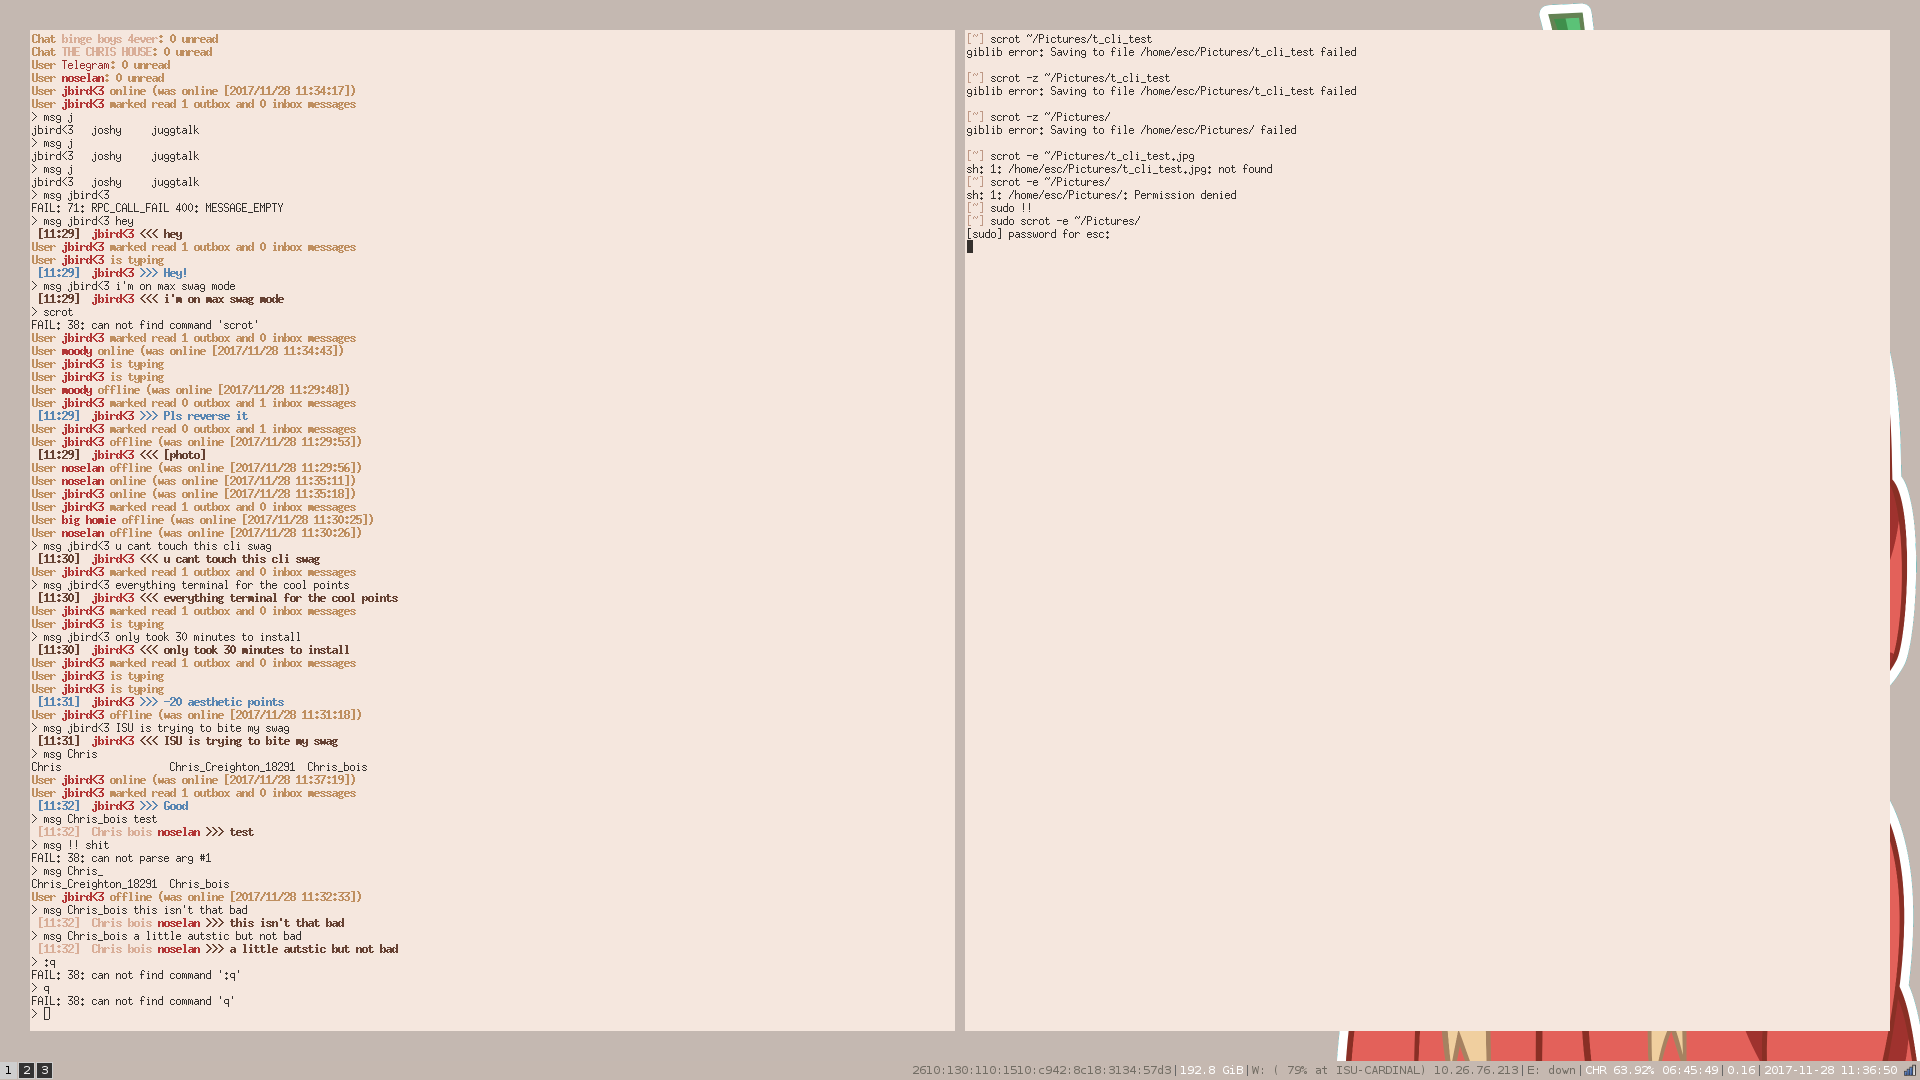 Chat binge boys 4ever: 0 unread
Chat THE CHRIS HOUSE: 0 unread
User Telegram: 0 unread
User noselan: 0 unread
User jbird<3 online (was online [2017/11/28 11:34:17])
User jbird<3 marked read 1 outbox and 0 inbox messages
> msg j
jbird<3   joshy     juggtalk
> msg j
jbird<3   joshy     juggtalk
> msg j
jbird<3   joshy     juggtalk
> msg jbird<3
FAIL: 71: RPC_CALL_FAIL 400: MESSAGE_EMPTY
> msg jbird<3 hey
[11:29]  jbird<3 <<< hey
User jbird<3 marked read 1 outbox and 0 inbox messages
User jbird<3 is typing
[11:29]  jbird<3 >>> Hey!
> msg jbird<3 i'm on max swag mode
[11:29]  jbird<3 <<< i'm on max swag mode
> scrot
FAIL: 38: can not find command 'scrot'
User jbird<3 marked read 1 outbox and 0 inbox messages
User moody online (was online [2017/11/28 11:34:43])
User jbird<3 is typing
User jbird<3 is typing
User moody offline (was online [2017/11/28 11:29:48])
User jbird<3 marked read 0 outbox and 1 inbox messages
[11:29]  jbird<3 >>> Pls reverse it
User jbird<3 marked read 0 outbox and 1 inbox messages
User jbird<3 offline (was online [2017/11/28 11:29:53])
[11:29]  jbird<3 <<< [photo]
User noselan offline (was online [2017/11/28 11:29:56])
User noselan online (was online [2017/11/28 11:35:11])
User jbird<3 online (was online [2017/11/28 11:35:18])
User jbird<3 marked read 1 outbox and 0 inbox messages
User big homie offline (was online [2017/11/28 11:30:25])
User noselan offline (was online [2017/11/28 11:30:26])
> msg jbird<3 u cant touch this cli swag
[11:30]  jbird<3 <<< u cant touch this cli swag
User jbird<3 marked read 1 outbox and 0 inbox messages
> msg jbird<3 everything terminal for the cool points
[11:30]  jbird<3 <<< everything terminal for the cool points
User jbird<3 marked read 1 outbox and 0 inbox messages
User jbird<3 is typing
> msg jbird<3 only took 30 minutes to install
[11:30]  jbird<3 <<< only took 30 minutes to install
User jbird<3 marked read 1 outbox and 0 inbox messages
User jbird<3 is typing
User jbird<3 is typing
[11:31]  jbird<3 >>> -20 aesthetic points
User jbird<3 offline (was online [2017/11/28 11:31:18])
> msg jbird<3 ISU is trying to bite my swag
[11:31]  jbird<3 <<< ISU is trying to bite my swag
> msg Chris
Chris                  Chris_Creighton_18291  Chris_bois
User jbird<3 online (was online [2017/11/28 11:37:19])
User jbird<3 marked read 1 outbox and 0 inbox messages
[11:32]  jbird<3 >>> Good
> msg Chris_bois test
[11:32]  Chris bois noselan >>> test
> msg !! shit
FAIL: 38: can not parse arg #1
> msg Chris_
Chris_Creighton_18291  Chris_bois
User jbird<3 offline (was online [2017/11/28 11:32:33])
> msg Chris_bois this isn't that bad
[11:32]  Chris bois noselan >>> this isn't that bad
> msg Chris_bois a little autstic but not bad
[11:32]  Chris bois noselan >>> a little autstic but not bad
> :q
FAIL: 38: can not find command ':q'
> q
FAIL: 38: can not find command 'q'
>
[~] scrot ~/Pictures/t_cli_test
giblib error: Saving to file /home/esc/Pictures/t_cli_test failed
[~] scrot -z ~/Pictures/t_cli_test
giblib error: Saving to file /home/esc/Pictures/t_cli_test failed
[~] scrot -z ~/Pictures/
giblib error: Saving to file /home/esc/Pictures/ failed
[~] scrot -e ~/Pictures/t_cli_test.jpg
sh: 1: /home/esc/Pictures/t_cli_test.jpg: not found
[~] scrot -e ~/Pictures/
sh: 1: /home/esc/Pictures/: Permission denied
[~] sudo !!
[~] sudo scrot -e ~/Pictures/
[sudo] password for esc:
1 2 3
2610:130:110:1510:c942:8c18:3134:57d3|192.8 GiB|W: ( 79% at ISU-CARDINAL) 10.26.76.213|E: down|CHR 63.92% 06:45:49|0.16|2017-11-28 11:36:50